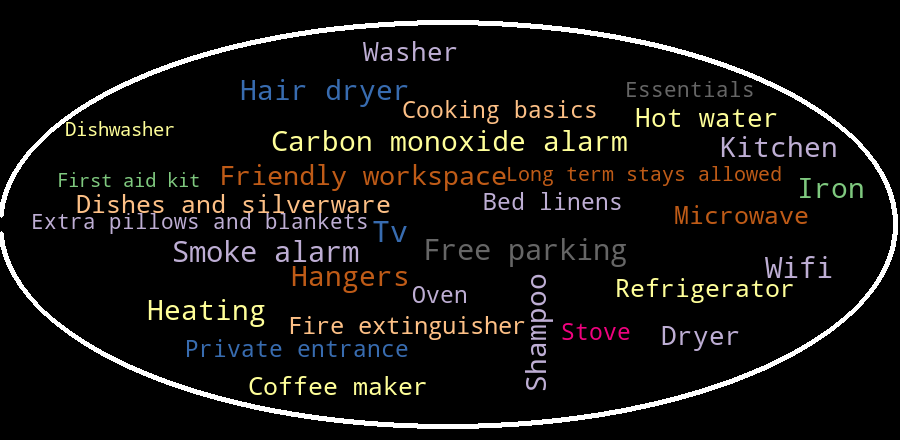 Washer
Hair dryer
Essentials
Cooking basics
Hot water
Dishwasher
Carbon monoxide alarm
Kitchen
First aid kit
Friendly workspace
Long term stays allowed
Iron
Dishes and silverware
Bed linens
Microwave
Extra pillows and blankets
Tv
Smoke alarm
Free parking
Wifi
Hangers
Refrigerator
Oven
Shampoo
Heating
Fire extinguisher
Stove
Dryer
Private entrance
Coffee maker